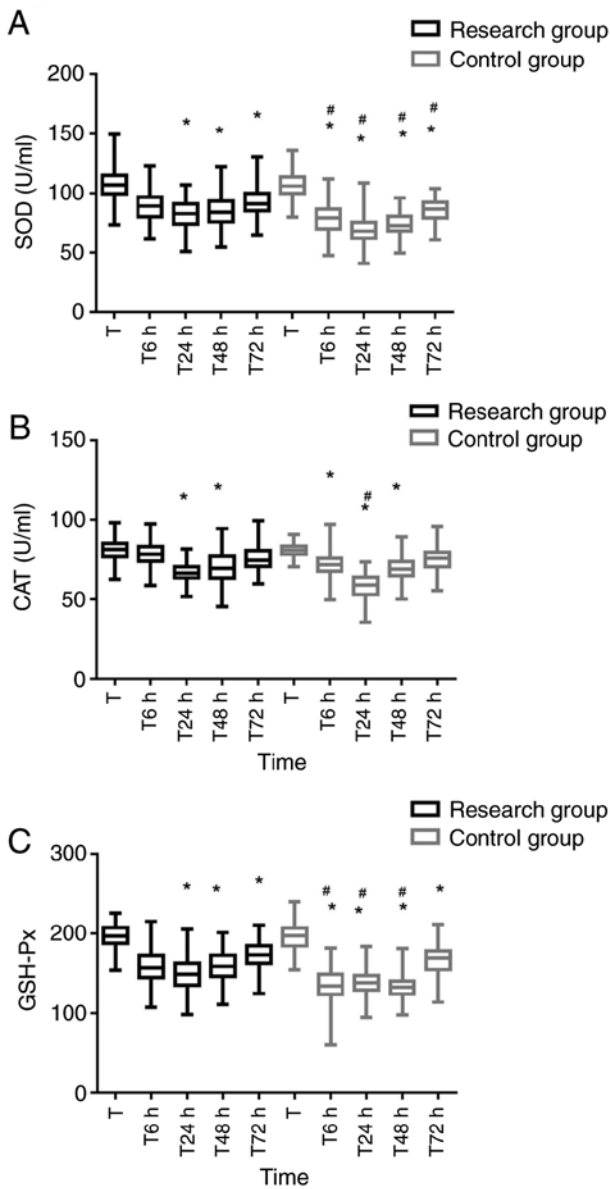 A
Research group
Control group
SOD (U/ml)
200
150
100
50
0
* * * # # # #
* * * *
T T6 h T24 h T48 h T72 h T T6 h T24 h T48 h T72 h
B
Research group
Control group
CAT (U/ml)
150
100
50
0
* * * # *
*
T T6 h T24 h T48 h T72 h T T6 h T24 h T48 h T72 h
Time
C
Research group
Control group
GSH-Px
300
200
100
0
* * * # # # *
* * *
T T6 h T24 h T48 h T72 h T T6 h T24 h T48 h T72 h
Time